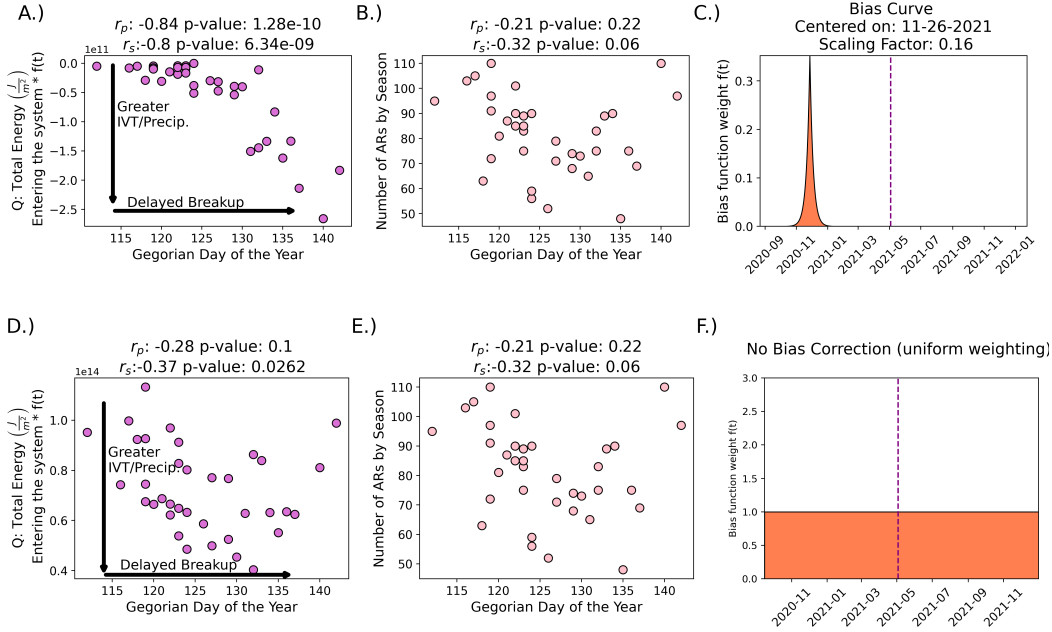 A.)
r_p: -0.84 p-value: 1.28e-10
r_s:-0.8 p-value: 6.34e-09
1e11
Q: Total Energy (J/m²)
Entering the system * f(t)
0.0
−0.5
−1.0
−1.5
−2.0
−2.5
Greater
IVT/Precip.
Delayed Breakup
115 120 125 130 135 140
Gegorian Day of the Year
B.)
r_p: -0.21 p-value: 0.22
r_s:-0.32 p-value: 0.06
Number of ARs by Season
110
100
90
80
70
60
50
115 120 125 130 135 140
Gegorian Day of the Year
C.)
Bias Curve
Centered on: 11-26-2021
Scaling Factor: 0.16
Bias function weight f(t)
0.3
0.2
0.1
0.0
2020-09 2020-11 2021-01 2021-03 2021-05 2021-07 2021-09 2021-11 2022-01
D.)
r_p: -0.28 p-value: 0.1
r_s:-0.37 p-value: 0.0262
1e14
Q: Total Energy (J/m²)
Entering the system * f(t)
1.0
0.8
0.6
0.4
Greater
IVT/Precip.
Delayed Breakup
115 120 125 130 135 140
Gegorian Day of the Year
E.)
r_p: -0.21 p-value: 0.22
r_s:-0.32 p-value: 0.06
Number of ARs by Season
110
100
90
80
70
60
50
115 120 125 130 135 140
Gegorian Day of the Year
F.)
No Bias Correction (uniform weighting)
Bias function weight f(t)
3.0
2.5
2.0
1.5
1.0
0.5
0.0
2020-11 2021-01 2021-03 2021-05 2021-07 2021-09 2021-11